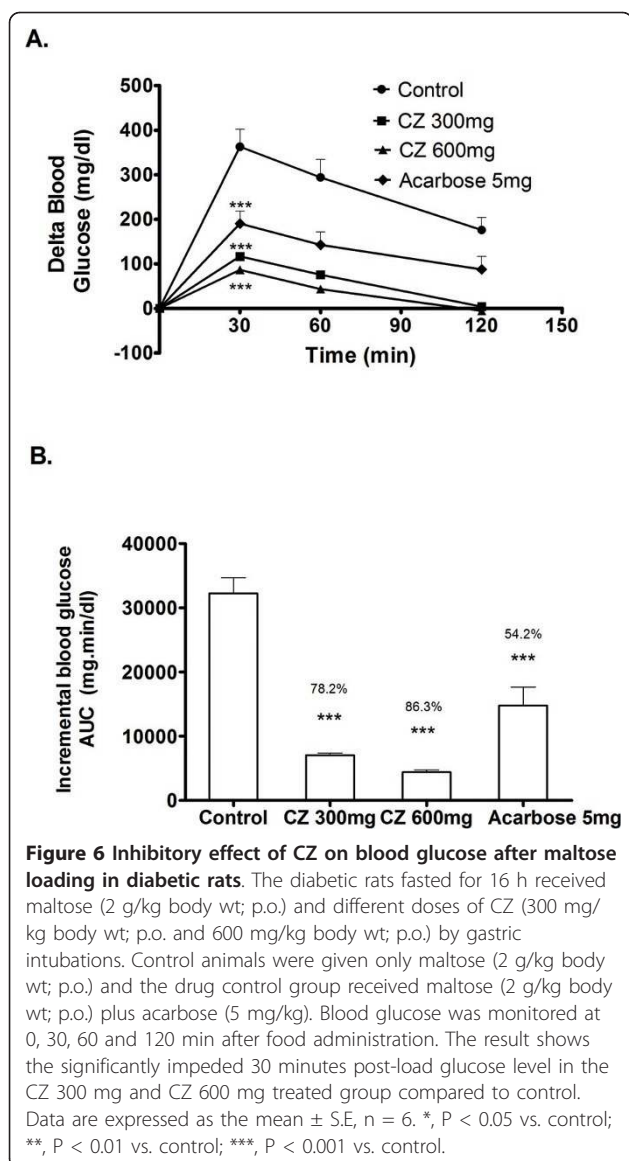 A.
500
400
300
200
100
0
-100
Delta Blood
Glucose (mg/dl)
Control
CZ 300mg
CZ 600mg
Acarbose 5mg
***
***
***
30
60
90
120
150
Time (min)
B.
40000
30000
20000
10000
0
Incremental blood glucose
AUC (mg.min/dl)
78.2%
***
86.3%
***
54.2%
***
Control
CZ 300mg
CZ 600mg
Acarbose 5mg
Figure 6 Inhibitory effect of CZ on blood glucose after maltose
loading in diabetic rats. The diabetic rats fasted for 16 h received
maltose (2 g/kg body wt; p.o.) and different doses of CZ (300 mg/
kg body wt; p.o. and 600 mg/kg body wt; p.o.) by gastric
intubations. Control animals were given only maltose (2 g/kg body
wt; p.o.) and the drug control group received maltose (2 g/kg body
wt; p.o.) plus acarbose (5 mg/kg). Blood glucose was monitored at
0, 30, 60 and 120 min after food administration. The result shows
the significantly impeded 30 minutes post-load glucose level in the
CZ 300 mg and CZ 600 mg treated group compared to control.
Data are expressed as the mean ± S.E, n = 6. *, P < 0.05 vs. control;
**, P < 0.01 vs. control; ***, P < 0.001 vs. control.